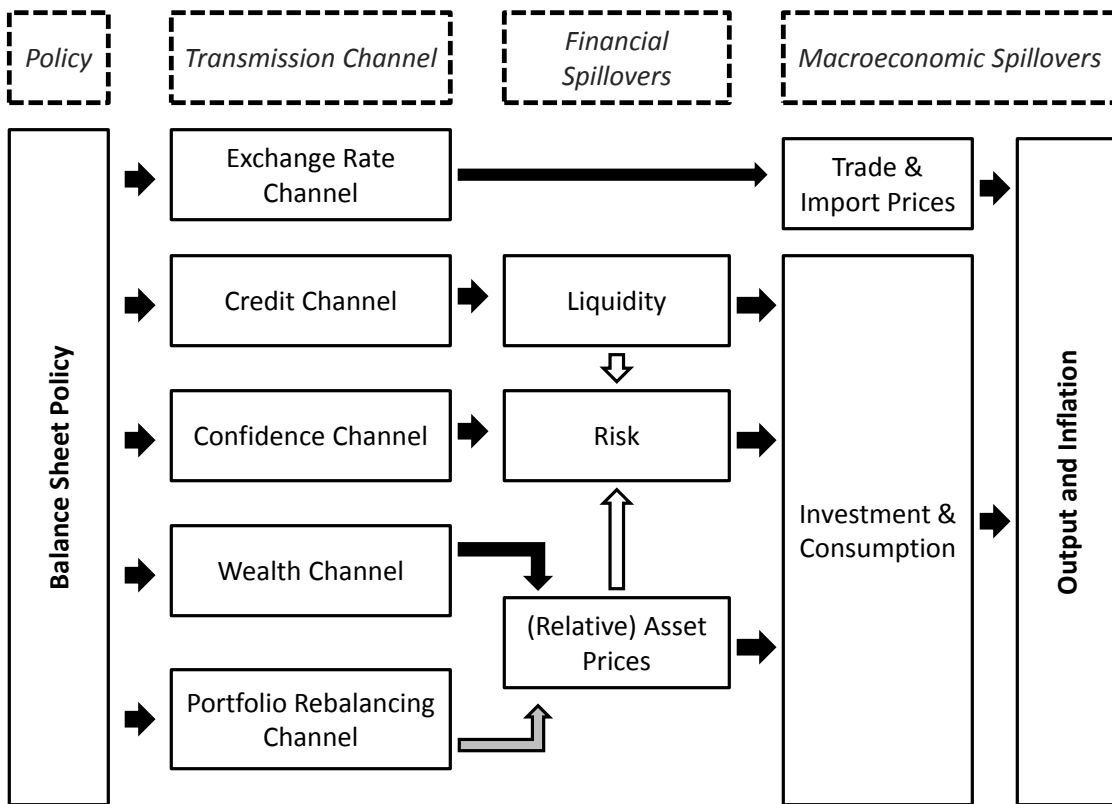 Policy
Transmission Channel
Financial
Spillovers
Macroeconomic Spillovers
Balance Sheet Policy
Exchange Rate
Channel
Trade &
Import Prices
Credit Channel
Liquidity
Confidence Channel
Risk
Wealth Channel
(Relative) Asset
Prices
Portfolio Rebalancing
Channel
Investment &
Consumption
Output and Inflation